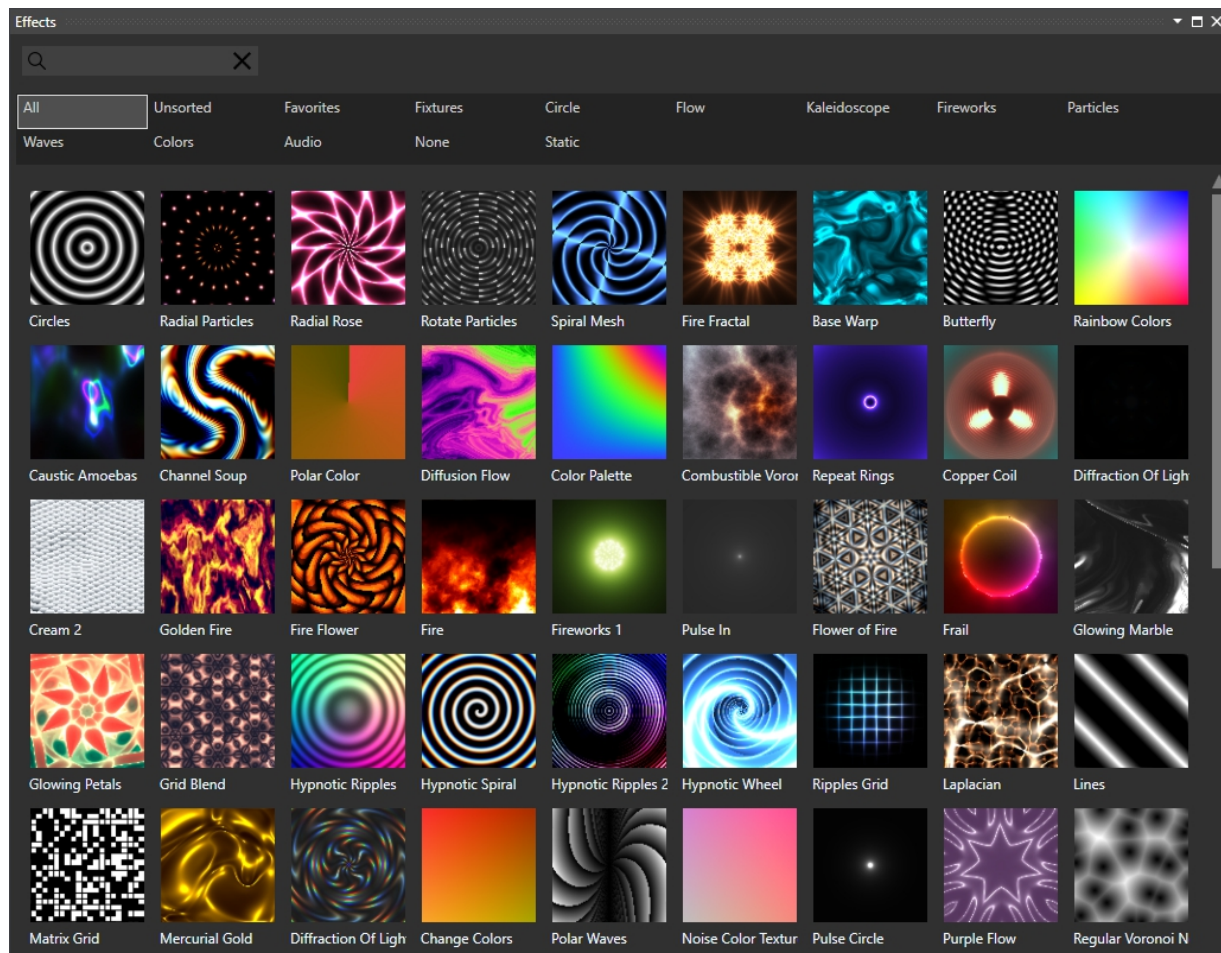 Effects
All Unsorted Favorites Fixtures Circle Flow Kaleidoscope Fireworks Particles
Waves Colors Audio None Static
Circles Radial Particles Radial Rose Rotate Particles Spiral Mesh Fire Fractal Base Warp Butterfly Rainbow Colors
Caustic Amoebas Channel Soup Polar Color Diffusion Flow Color Palette Combustible Voror Repeat Rings Copper Coil Diffraction Of Ligh
Cream 2 Golden Fire Fire Flower Fire Fireworks 1 Pulse In Flower of Fire Frail Glowing Marble
Glowing Petals Grid Blend Hypnotic Ripples Hypnotic Spiral Hypnotic Ripples 2 Hypnotic Wheel Ripples Grid Laplacian Lines
Matrix Grid Mercurial Gold Diffraction Of Ligh Change Colors Polar Waves Noise Color Textur Pulse Circle Purple Flow Regular Voronoi N